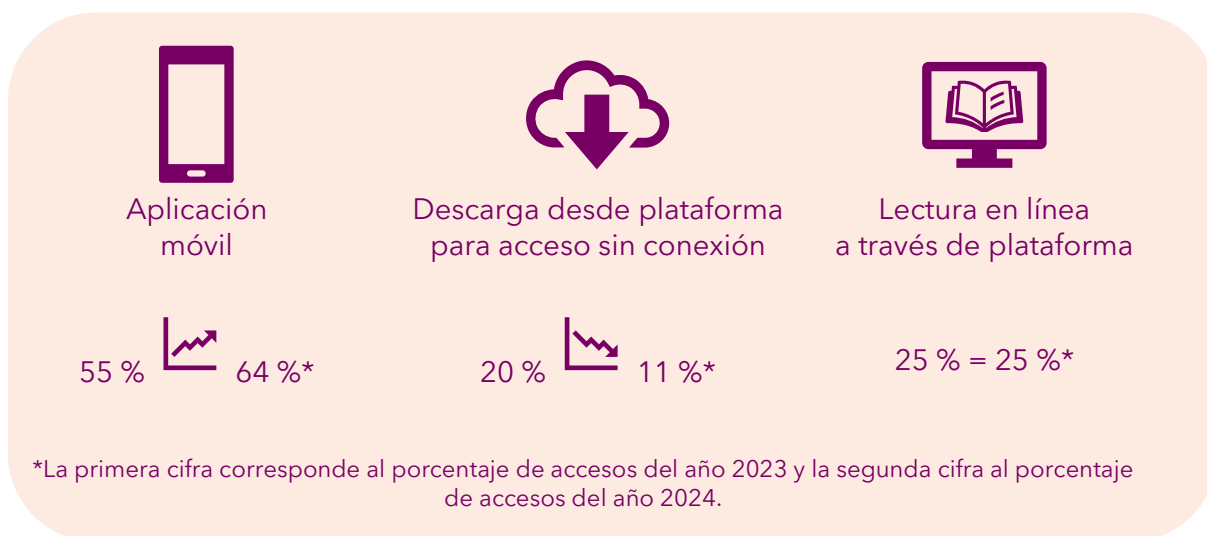 Aplicación
móvil
Descarga desde plataforma
para acceso sin conexión
Lectura en línea
a través de plataforma
55 % 64 %*
20 % 11 %*
25 % = 25 %*
*La primera cifra corresponde al porcentaje de accesos del año 2023 y la segunda cifra al porcentaje
de accesos del año 2024.